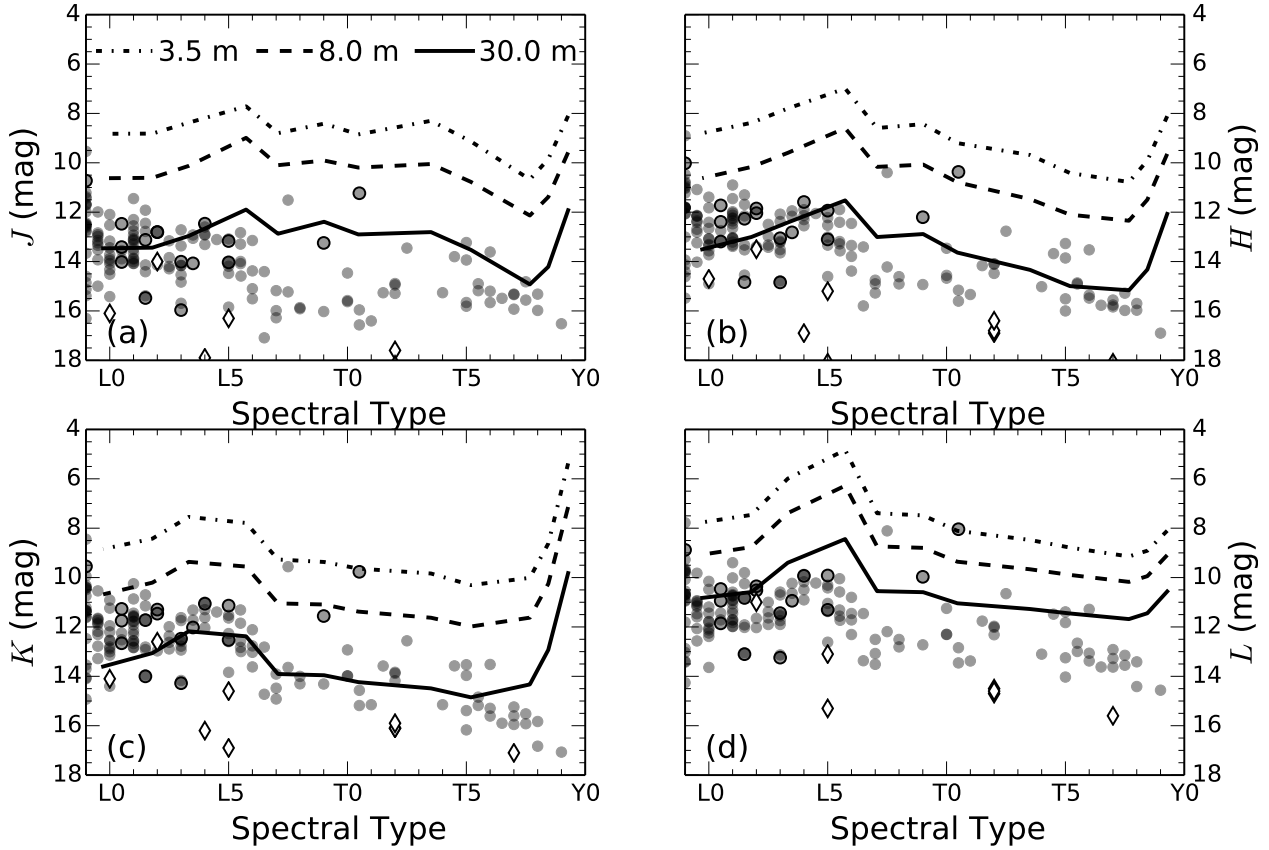 3.5 m 8.0 m 30.0 m
4
6
8
10
12
14
16
18
J (mag)
(a)
L0 L5 T0 T5 Y0
Spectral Type
4
6
8
10
12
14
16
18
H (mag)
(b)
L0 L5 T0 T5 Y0
Spectral Type
4
6
8
10
12
14
16
18
K (mag)
(c)
L0 L5 T0 T5 Y0
Spectral Type
4
6
8
10
12
14
16
18
L (mag)
(d)
L0 L5 T0 T5 Y0
Spectral Type